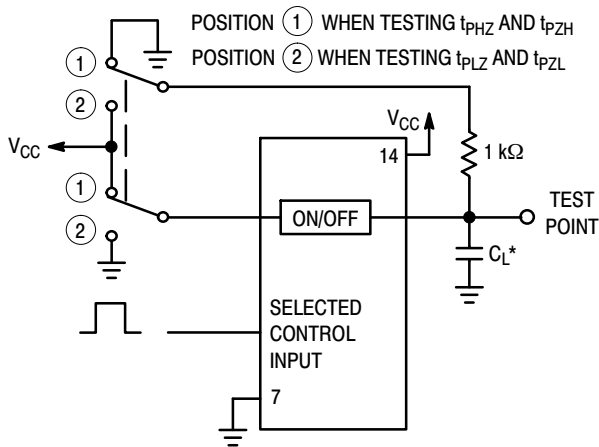 POSITION 1 WHEN TESTING tPHZ AND tPZH
POSITION 2 WHEN TESTING tPLZ AND tPZL
1
2
VCC
1
2
VCC
14
1 kΩ
ON/OFF
TEST
POINT
CL*
SELECTED
CONTROL
INPUT
7